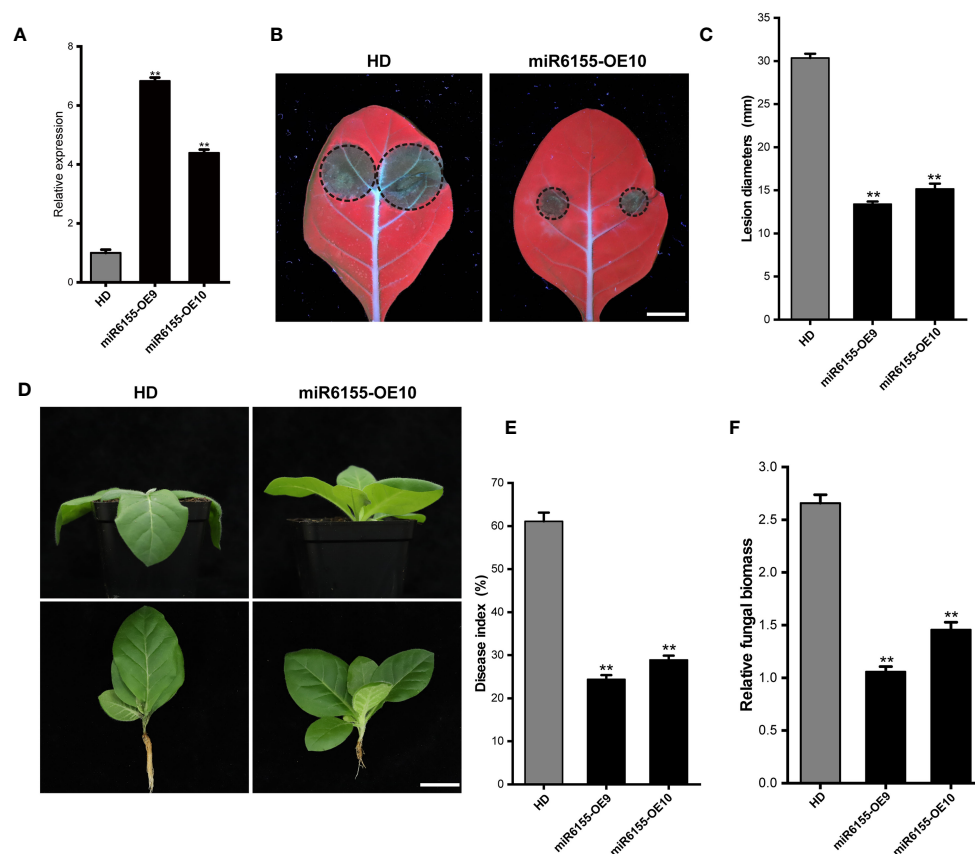 A
Relative expression
8
6
4
2
0
**
**
HD
miR6155-OE9
miR6155-OE10
B
HD
miR6155-OE10
C
Lesion diameters (mm)
35
30
25
20
15
10
5
0
**
**
HD
miR6155-OE9
miR6155-OE10
D
HD
miR6155-OE10
E
Disease index (%)
70
60
50
40
30
20
10
0
**
**
HD
miR6155-OE9
miR6155-OE10
F
Relative fungal biomass
3.0
2.5
2.0
1.5
1.0
0.5
0.0
**
**
HD
miR6155-OE9
miR6155-OE10